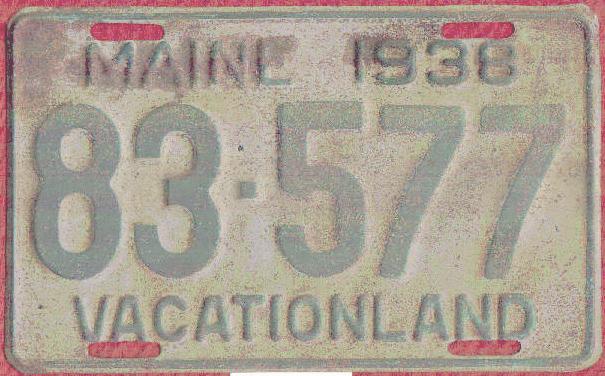 MAINE 1938
83-577
VACATIONLAND